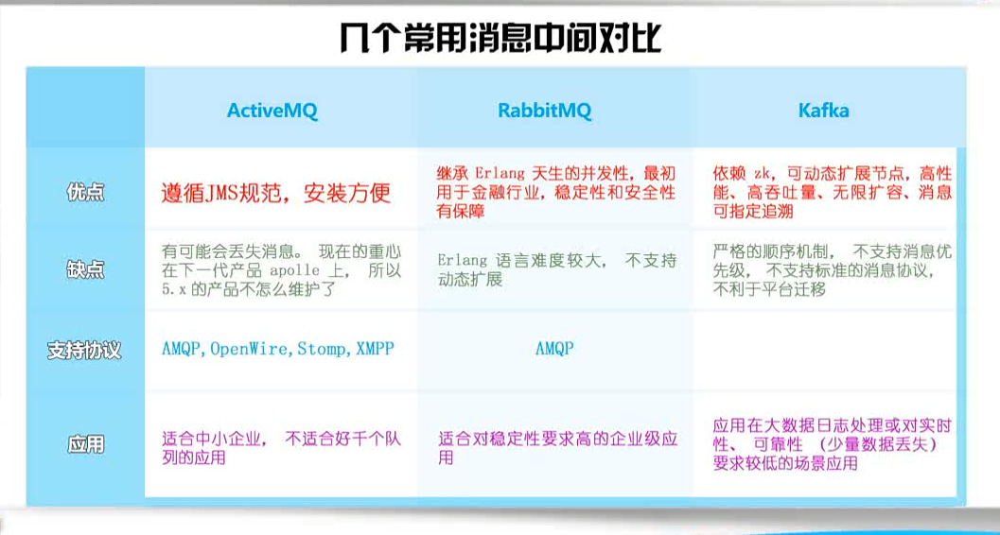 几个常用消息中间对比
ActiveMQ
RabbitMQ
Kafka
优点
遵循JMS规范，安装方便
继承 Erlang 天生的并发性，最初
用于金融行业，稳定性和安全性
有保障
依赖 zk，可动态扩展节点，高性
能、高吞吐量、无限扩容、消息
可指定追溯
缺点
有可能会丢失消息。 现在的重心
在下一代产品 apolle 上， 所以
5.x 的产品不怎么维护了
Erlang 语言难度较大， 不支持
动态扩展
严格的顺序机制， 不支持消息优
先级， 不支持标准的消息协议，
不利于平台迁移
支持协议
AMQP,OpenWire,Stomp,XMPP
AMQP
应用
适合中小企业， 不适合好千个队
列的应用
适合对稳定性要求高的企业级应
用
应用在大数据日志处理或对实时
性、 可靠性 （少量数据丢失）
要求较低的场景应用